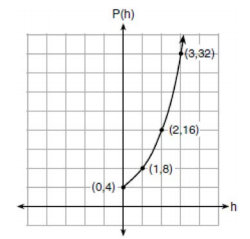 P(h)
(3,32)
(2,16)
(1,8)
(0,4)
h